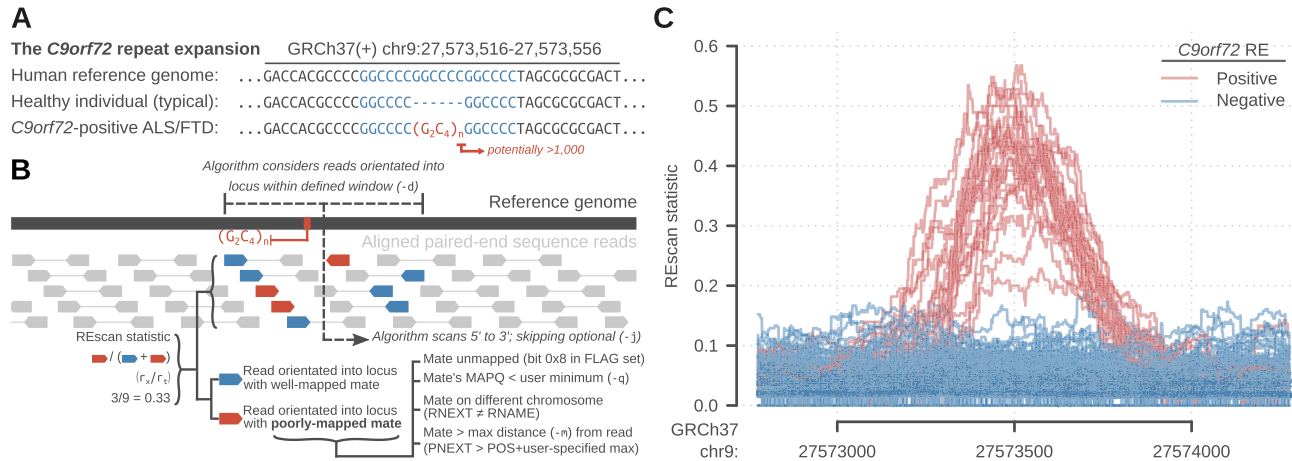 A
The C9orf72 repeat expansion GRCh37(+) chr9:27,573,516-27,573,556
Human reference genome: ...GACCACGCCCCGGCCCCGGCCCCGGCCCCTAGCGCGCGACT...
Healthy individual (typical): ...GACCACGCCCCGGCCCC------GGCCCCTAGCGCGCGACT...
C9orf72-positive ALS/FTD: ...GACCACGCCCCGGCCCC(G₂C₄)ₙGGCCCCTAGCGCGCGACT...
potentially >1,000
B
Algorithm considers reads orientated into
locus within defined window (-d)
Reference genome
(G₂C₄)ₙ
Aligned paired-end sequence reads
Algorithm scans 5' to 3'; skipping optional (-j)
REscan statistic
/ ( + )
(rₓ/rₜ)
3/9 = 0.33
Read orientated into locus
with well-mapped mate
Read orientated into locus
with poorly-mapped mate
Mate unmapped (bit 0x8 in FLAG set)
Mate's MAPQ < user minimum (-q)
Mate on different chromosome
(RNEXT ≠ RNAME)
Mate > max distance (-m) from read
(PNEXT > POS+user-specified max)
C
C9orf72 RE
Positive
Negative
REscan statistic
0.6
0.5
0.4
0.3
0.2
0.1
0.0
GRCh37
chr9:
27573000 27573500 27574000